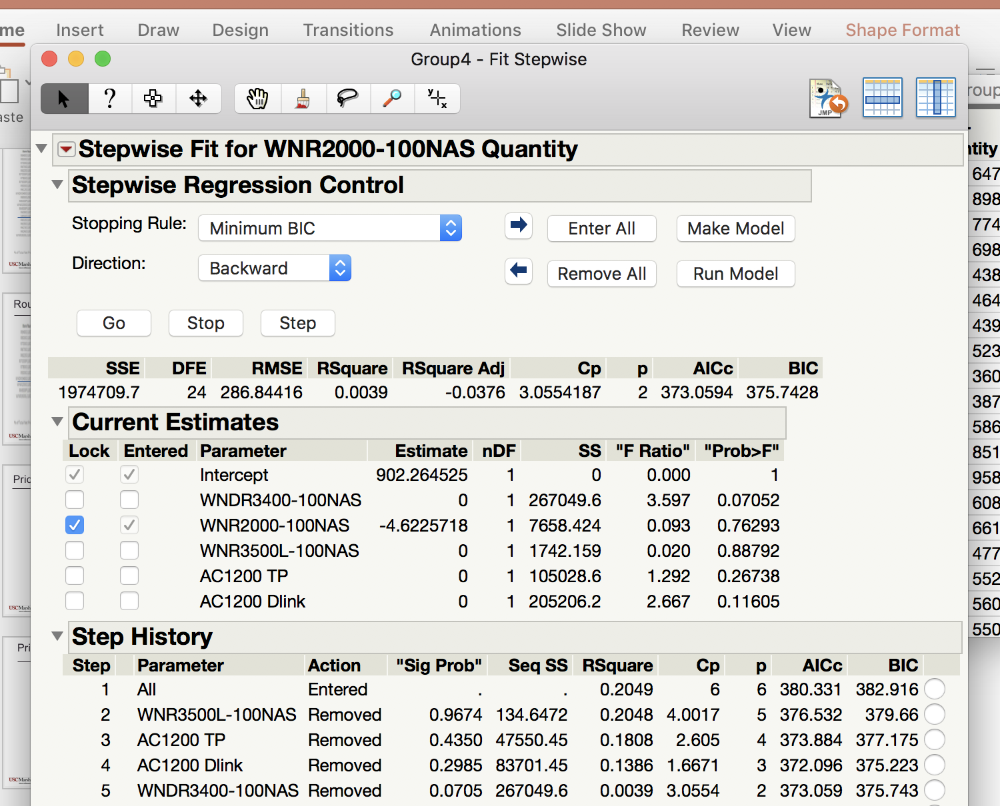 me Insert Draw Design Transitions Animations Slide Show Review View Shape Format
Group4 - Fit Stepwise
?
y x
JMP
roup
aste
Stepwise Fit for WNR2000-100NAS Quantity
ntity
Stepwise Regression Control
647
898
Stopping Rule: Minimum BIC Enter All Make Model
774
698
Direction: Backward Remove All Run Model
438
Rou
464
Go Stop Step
439
523
SSE DFE RMSE RSquare RSquare Adj Cp p AICc BIC
360
1974709.7 24 286.84416 0.0039 -0.0376 3.0554187 2 373.0594 375.7428
387
Current Estimates
586
USC Marsh
Lock Entered Parameter Estimate nDF SS "F Ratio" "Prob>F"
851
Intercept 902.264525 1 0 0.000 1
958
Pric
WNDR3400-100NAS 0 1 267049.6 3.597 0.07052
608
WNR2000-100NAS -4.6225718 1 7658.424 0.093 0.76293
661
WNR3500L-100NAS 0 1 1742.159 0.020 0.88792
477
AC1200 TP 0 1 105028.6 1.292 0.26738
552
AC1200 Dlink 0 1 205206.2 2.667 0.11605
560
USC Marsh
550
Step History
Pri
Step Parameter Action "Sig Prob" Seq SS RSquare Cp p AICc BIC
1 All Entered . . 0.2049 6 6 380.331 382.916
2 WNR3500L-100NAS Removed 0.9674 134.6472 0.2048 4.0017 5 376.532 379.66
3 AC1200 TP Removed 0.4350 47550.45 0.1808 2.605 4 373.884 377.175
4 AC1200 Dlink Removed 0.2985 83701.45 0.1386 1.6671 3 372.096 375.223
USC Marsh
5 WNDR3400-100NAS Removed 0.0705 267049.6 0.0039 3.0554 2 373.059 375.743